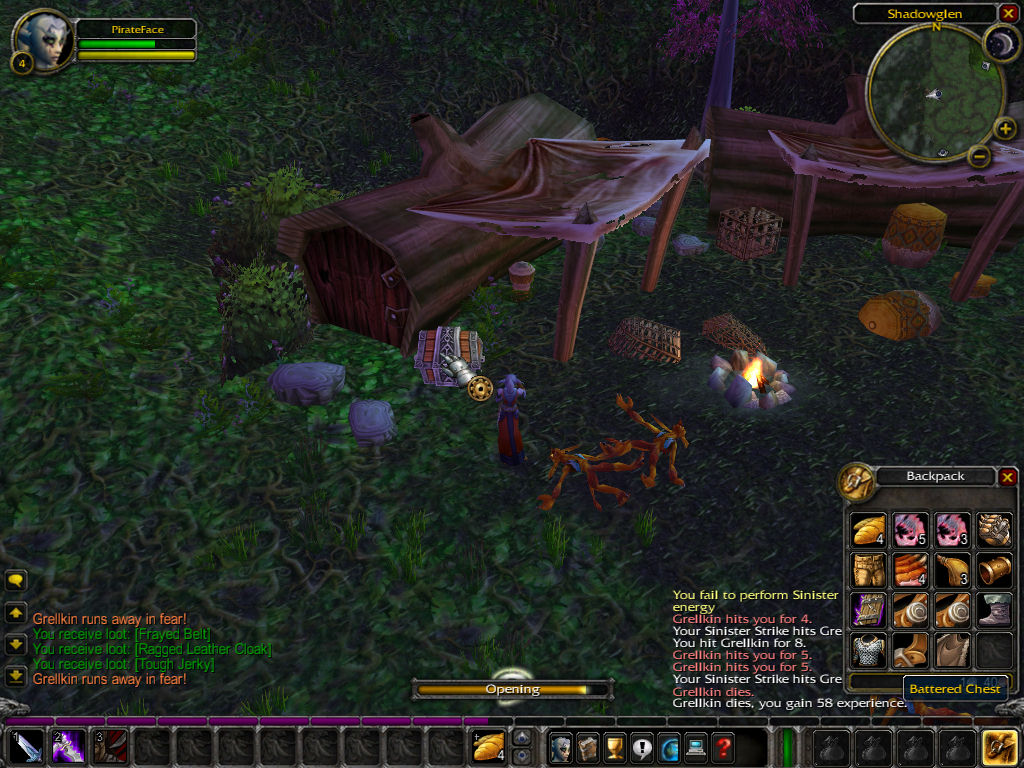 PirateFace
4
Shadowglen
N
Backpack
4
5
3
4
3
Grellkin runs away in fear!
You receive loot: [Frayed Belt]
You receive loot: [Ragged Leather Cloak]
You receive loot: [Tough Jerky]
Grellkin runs away in fear!
You fail to perform Sinister
energy
Grellkin hits you for 4.
Your Sinister Strike hits Gre
You hit Grellkin for 8.
Grellkin hits you for 5.
Grellkin hits you for 5.
Your Sinister Strike hits Gre
Grellkin dies.
Grellkin dies, you gain 58 experience.
Opening
Battered Chest
1
2
3
4